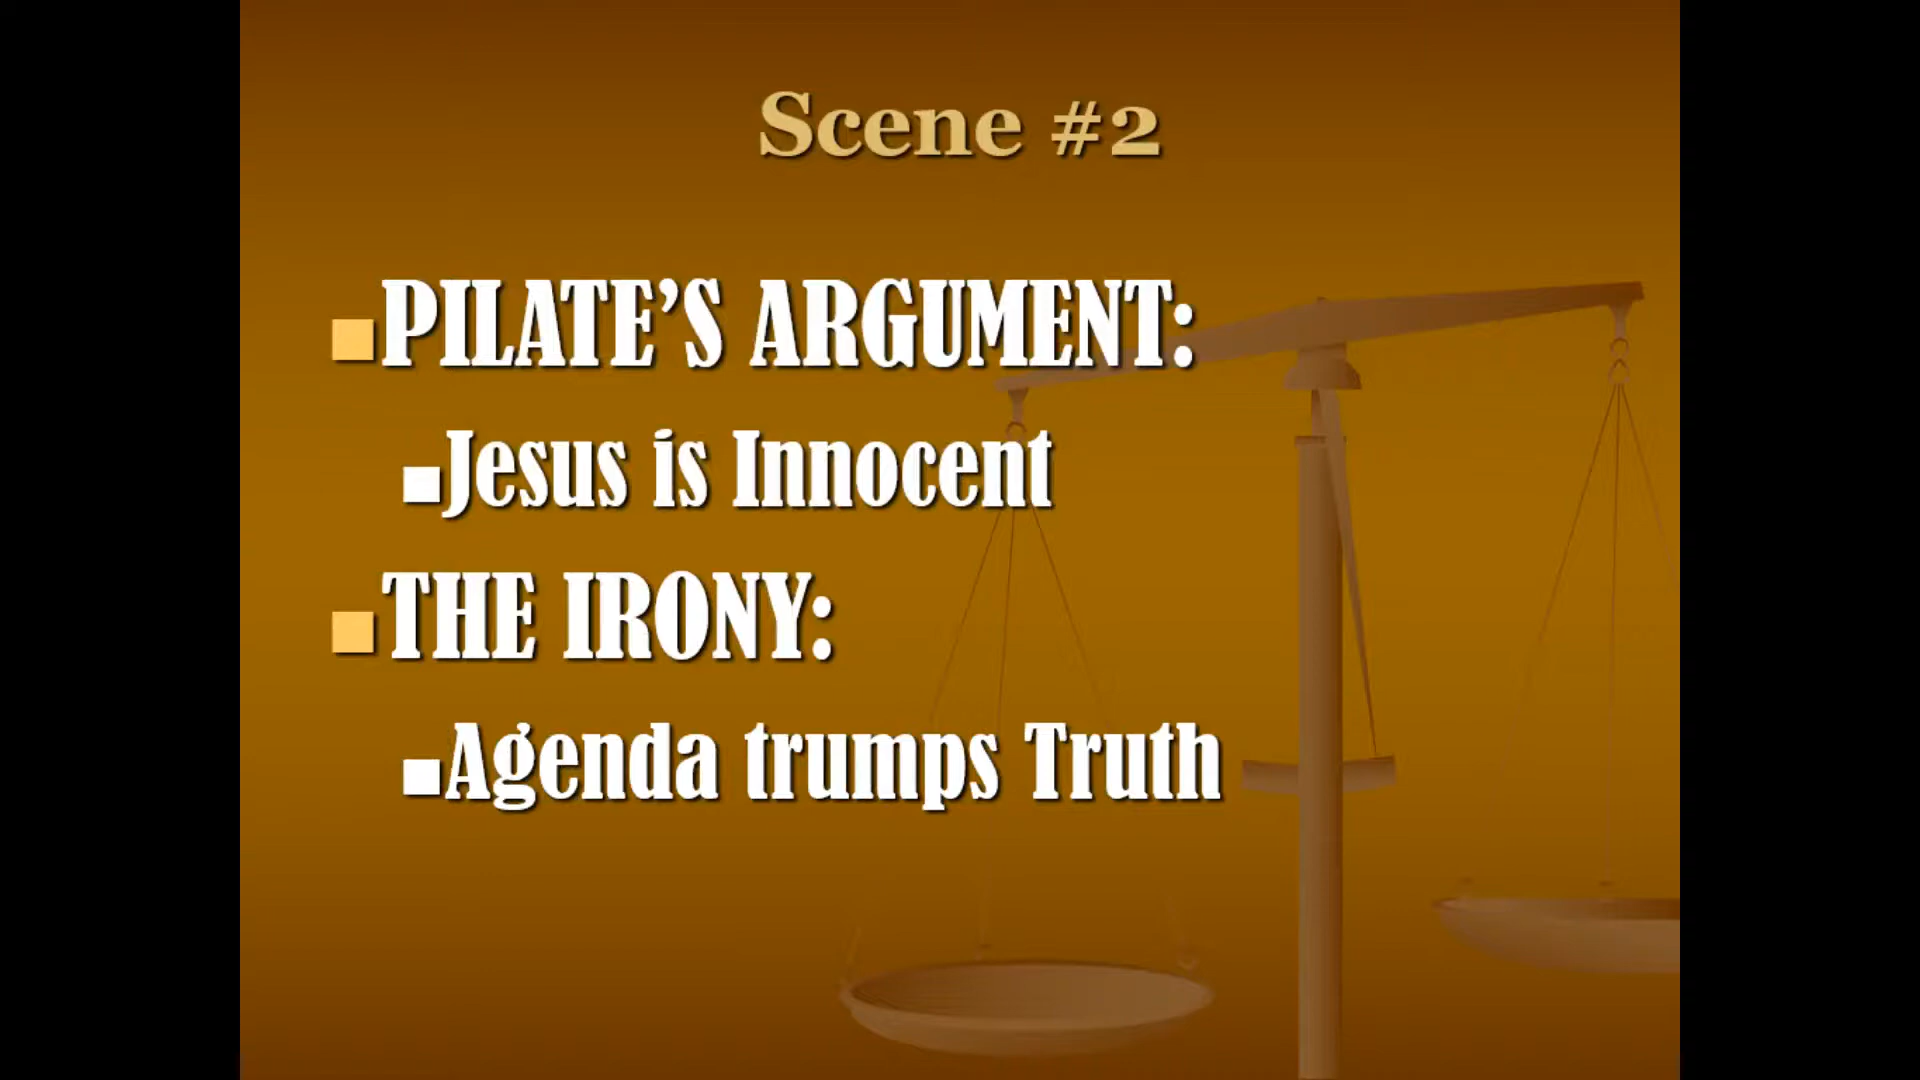 Scene #2
PILATE’S ARGUMENT:
Jesus is Innocent
THE IRONY:
Agenda trumps Truth